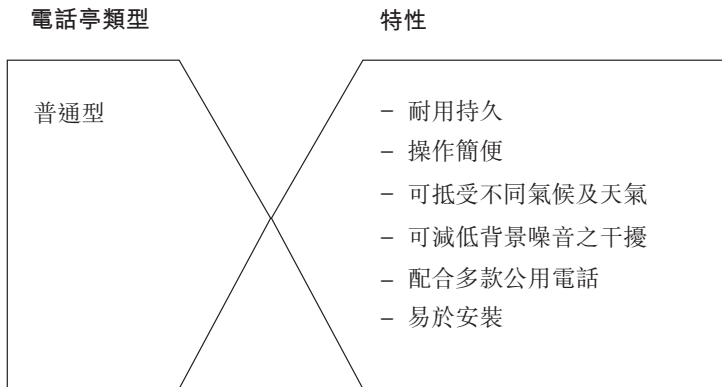 電話亭類型
特性
普通型
– 耐用持久
– 操作簡便
– 可抵受不同氣候及天氣
– 可減低背景噪音之干擾
– 配合多款公用電話
– 易於安裝